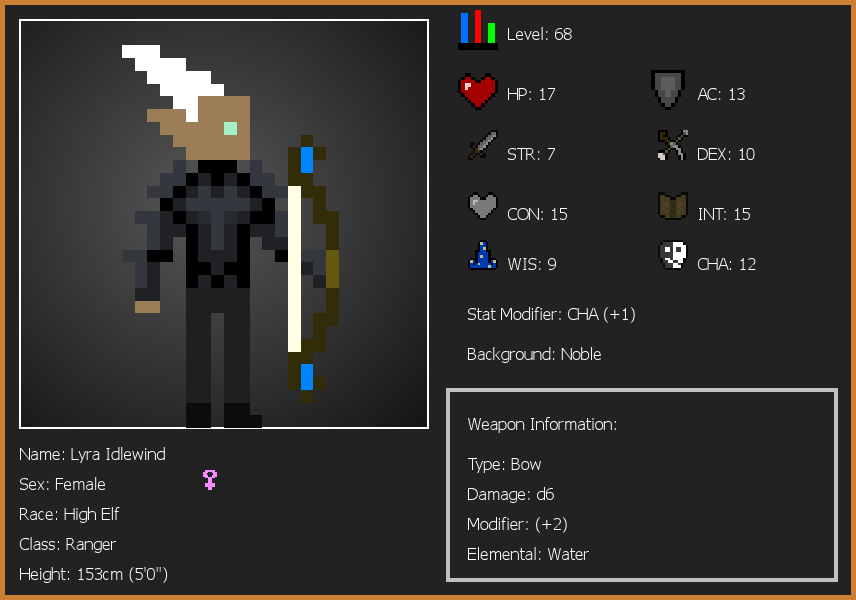 Level: 68
HP: 17
AC: 13
STR: 7
DEX: 10
CON: 15
INT: 15
WIS: 9
CHA: 12
Stat Modifier: CHA (+1)
Background: Noble
Weapon Information:
Type: Bow
Damage: d6
Modifier: (+2)
Elemental: Water
Name: Lyra Idlewind
Sex: Female
Race: High Elf
Class: Ranger
Height: 153cm (5'0")